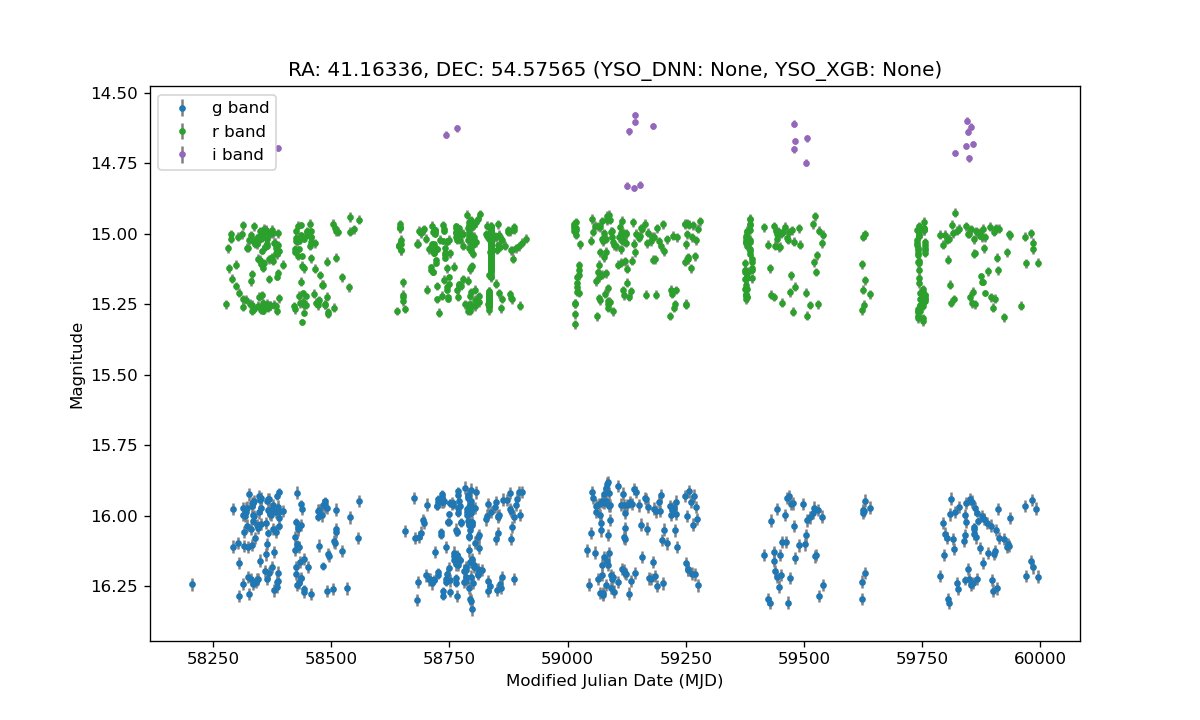 RA: 41.16336, DEC: 54.57565 (YSO_DNN: None, YSO_XGB: None)
g band
r band
i band
14.50
14.75
15.00
15.25
15.50
15.75
16.00
16.25
Magnitude
58250 58500 58750 59000 59250 59500 59750 60000
Modified Julian Date (MJD)